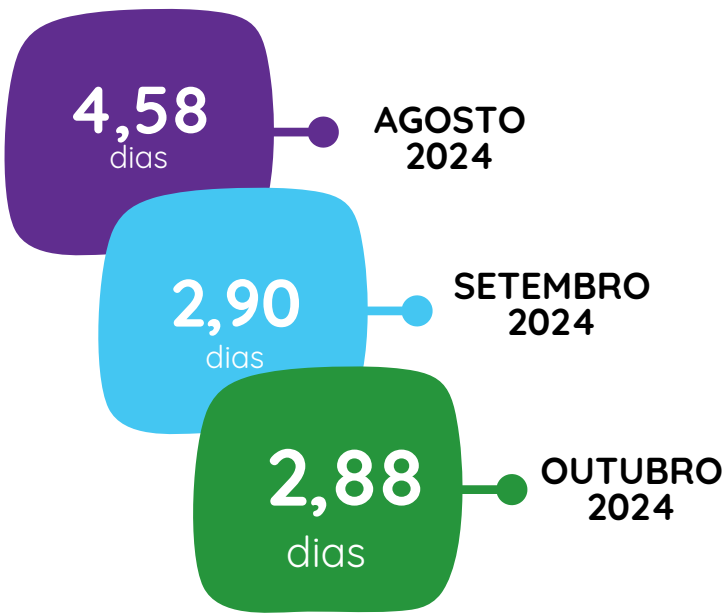 4,58
dias
AGOSTO
2024
2,90
dias
SETEMBRO
2024
2,88
dias
OUTUBRO
2024